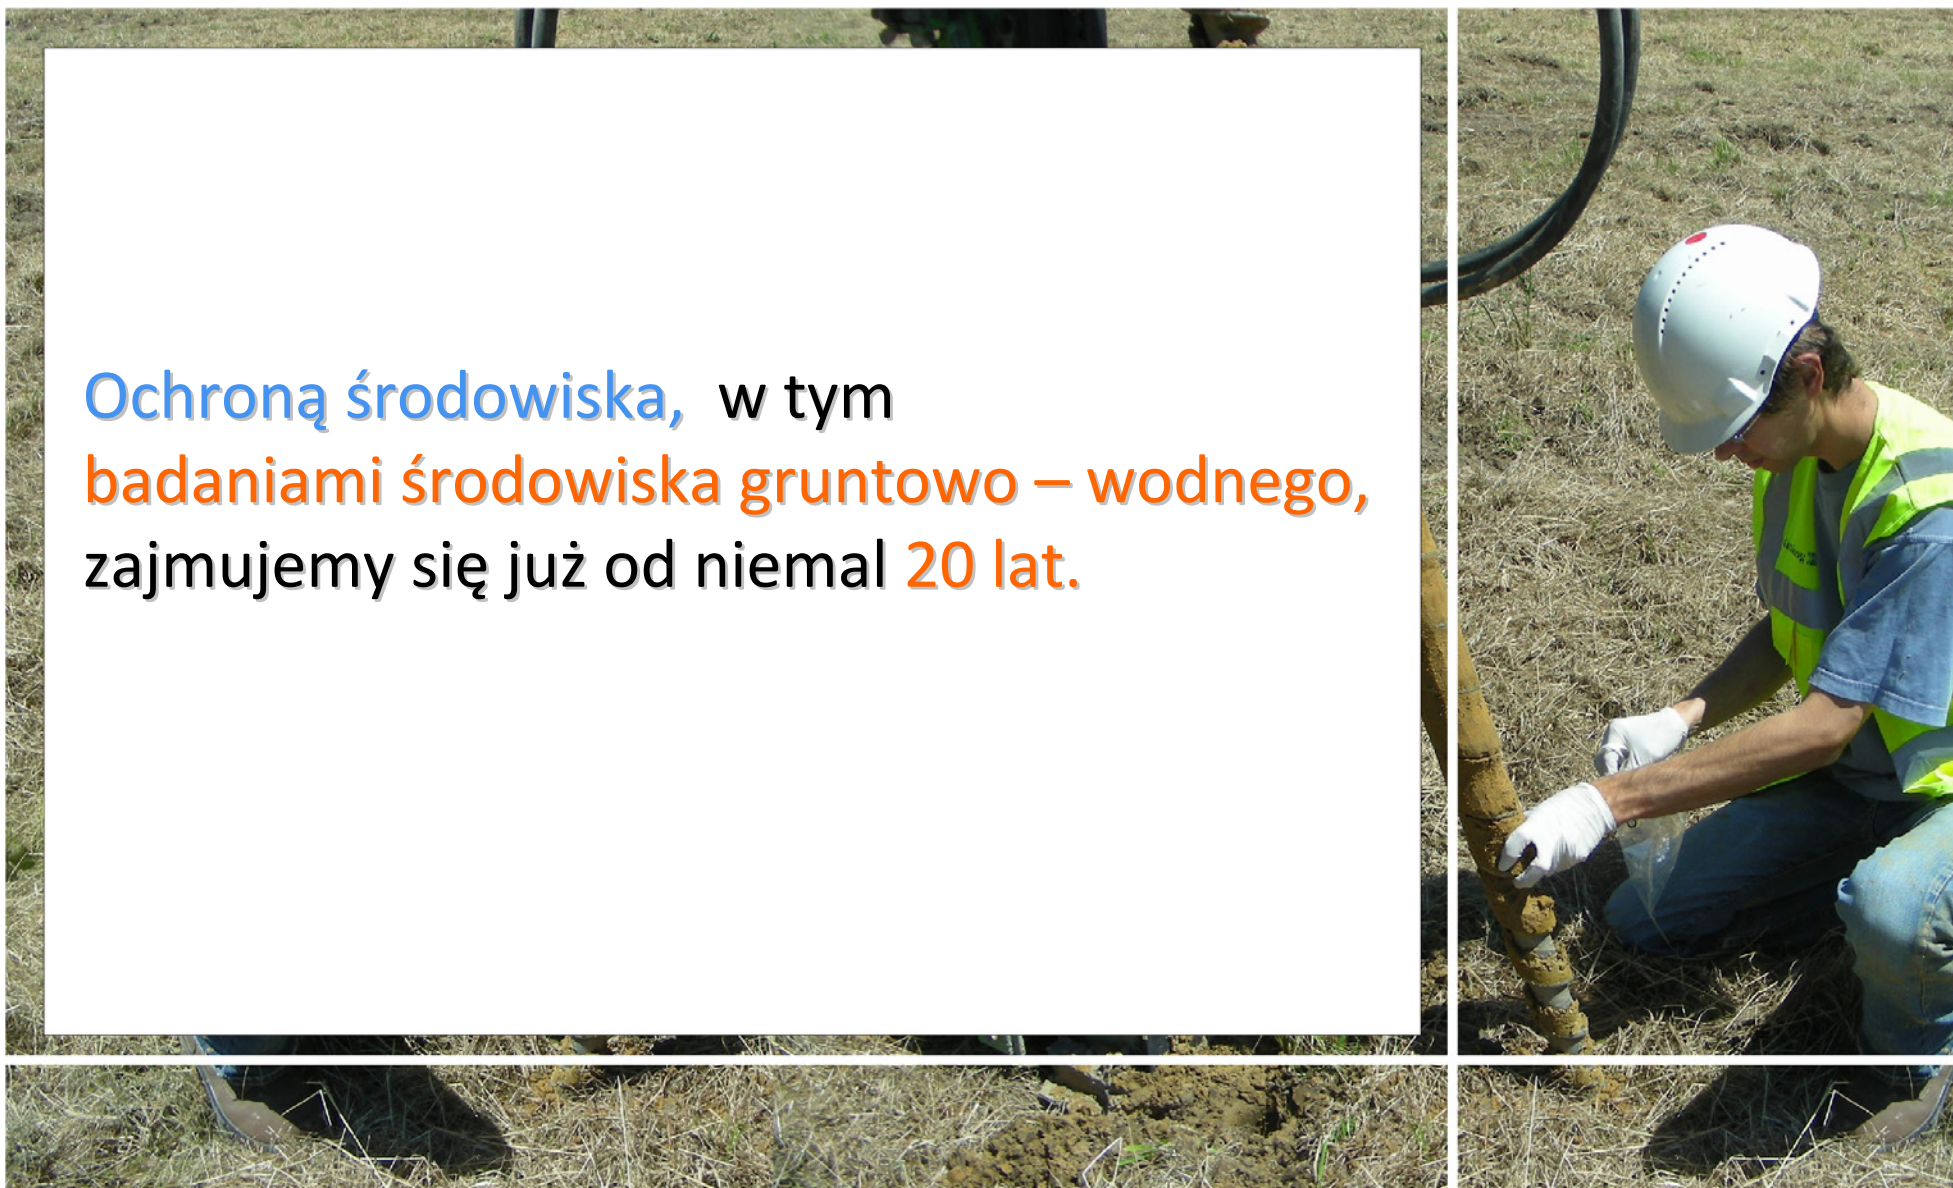 Ochroną środowiska, w tym
badaniami środowiska gruntowo – wodnego,
zajmujemy się już od niemal 20 lat.